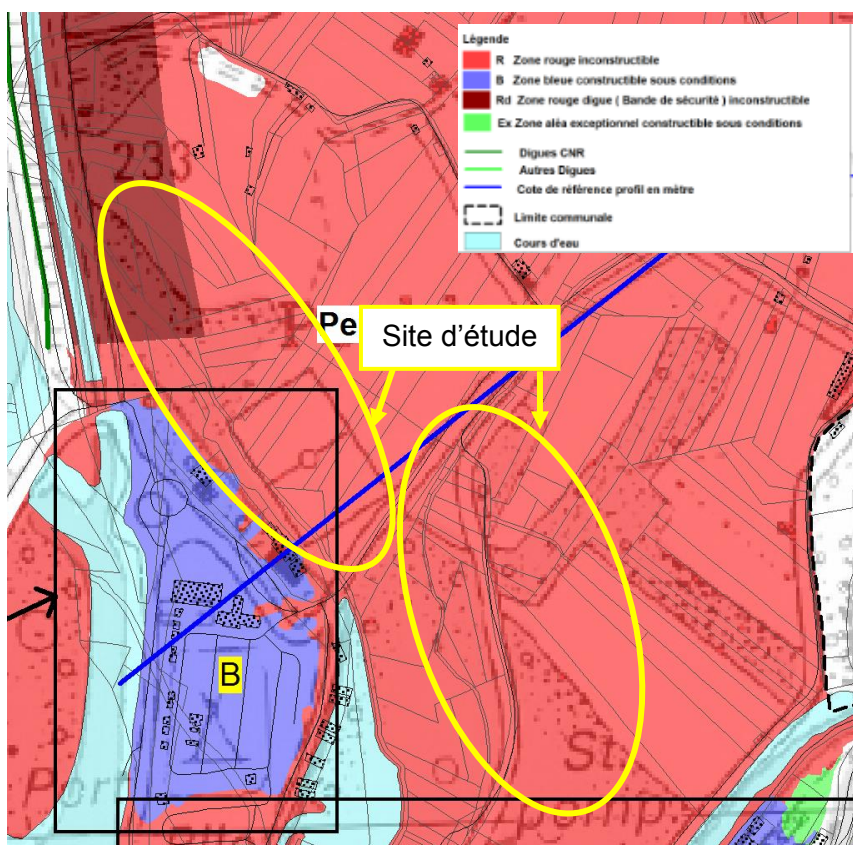 Légende
R Zone rouge inconstructible
B Zone bleue constructible sous conditions
Rd Zone rouge digue ( Bande de sécurité ) inconstructible
Ex Zone aléa exceptionnel constructible sous conditions
Digues CNR
Autres Digues
Cote de référence profil en mètre
Limite communale
Cours d'eau
233
Pe
Site d'étude
B
St
Port